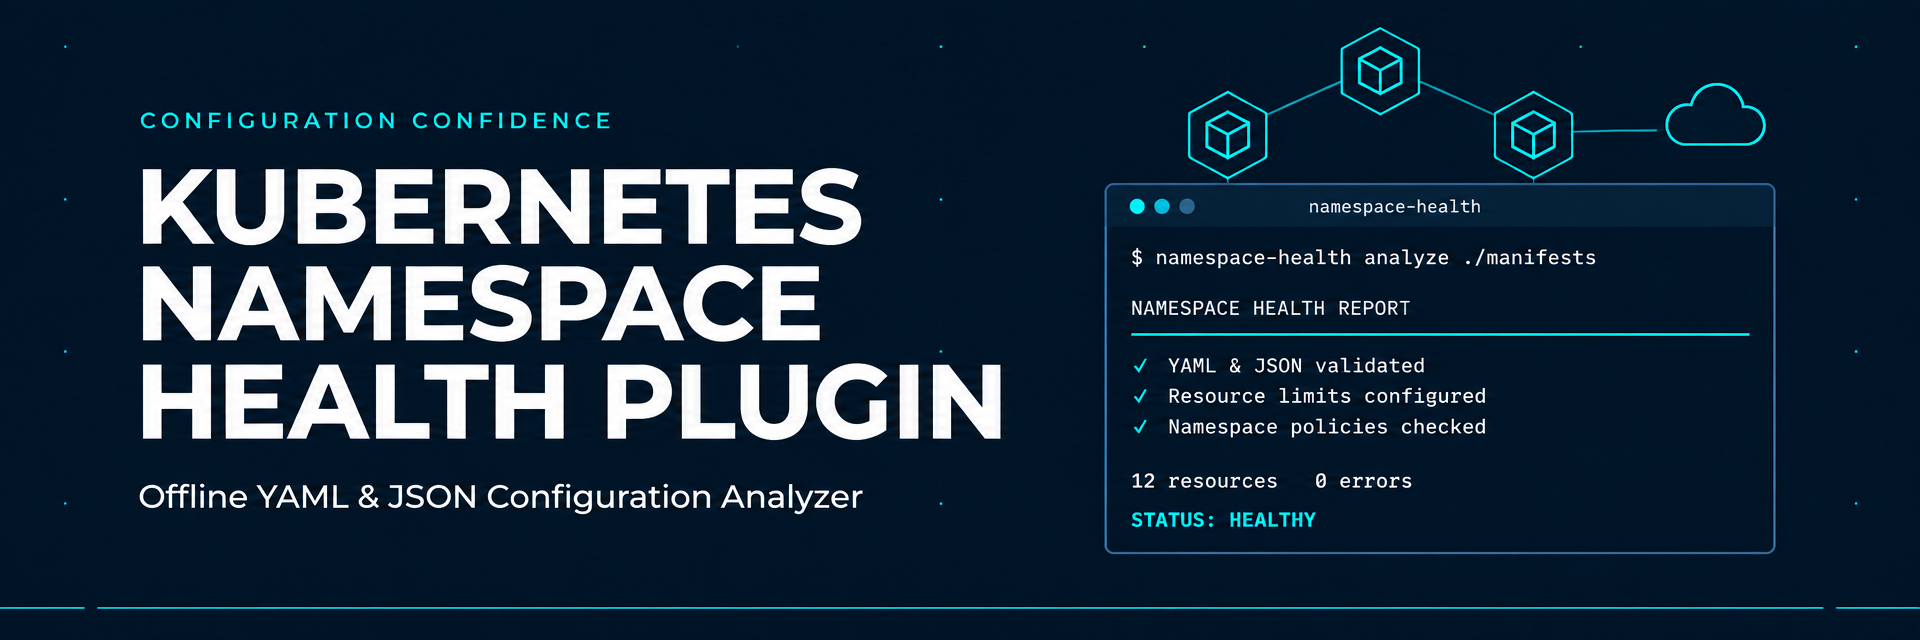 CONFIGURATION CONFIDENCE
KUBERNETES
NAMESPACE
HEALTH PLUGIN
Offline YAML & JSON Configuration Analyzer
namespace-health
$ namespace-health analyze ./manifests
NAMESPACE HEALTH REPORT
✓ YAML & JSON validated
✓ Resource limits configured
✓ Namespace policies checked
12 resources 0 errors
STATUS: HEALTHY